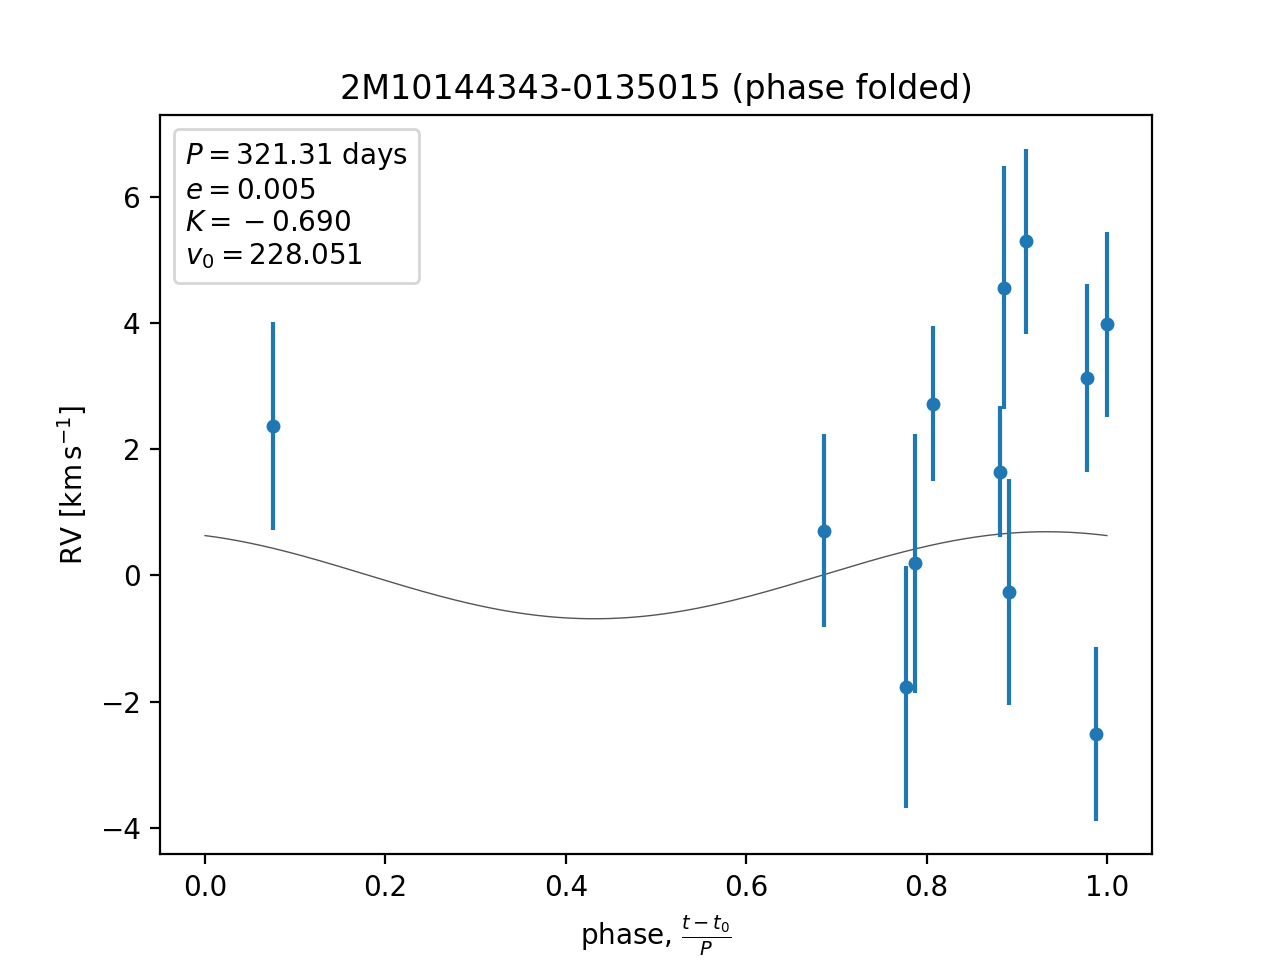 2M10144343-0135015 (phase folded)
P = 321.31 days
e = 0.005
K = −0.690
v₀ = 228.051
6
4
2
0
−2
−4
RV [km s⁻¹]
0.0 0.2 0.4 0.6 0.8 1.0
phase, (t − t₀)/P